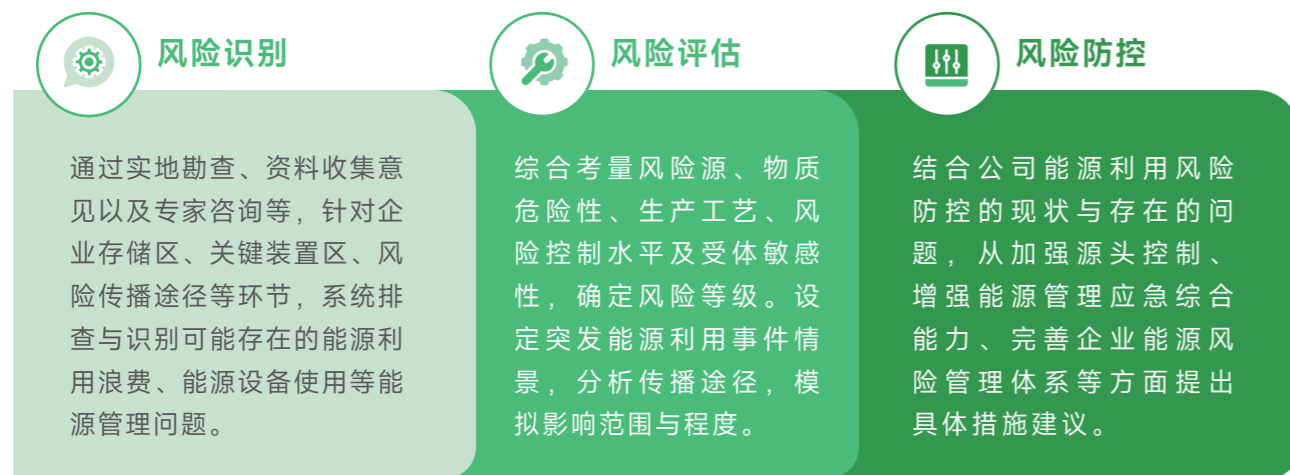 风险识别
通过实地勘查、资料收集意
见以及专家咨询等，针对企
业存储区、关键装置区、风
险传播途径等环节，系统排
查与识别可能存在的能源利
用浪费、能源设备使用等能
源管理问题。
风险评估
综合考量风险源、物质
危险性、生产工艺、风
险控制水平及受体敏感
性，确定风险等级。设
定突发能源利用事件情
景，分析传播途径，模
拟影响范围与程度。
风险防控
结合公司能源利用风险
防控的现状与存在的问
题，从加强源头控制、
增强能源管理应急综合
能力、完善企业能源风
险管理体系等方面提出
具体措施建议。